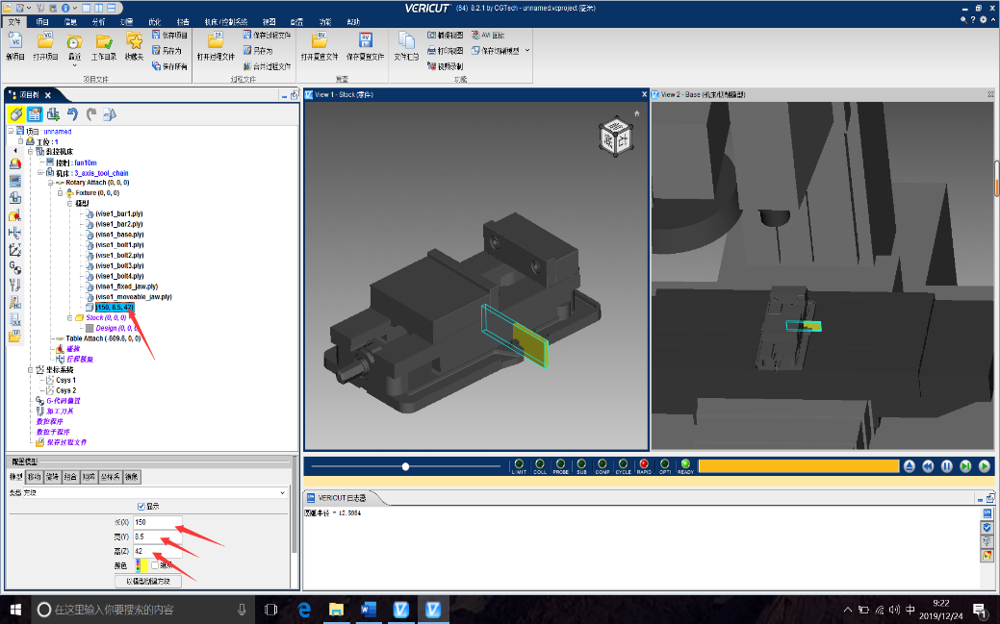 VERICUT (64) 8.2.1 by CGTech - unnamed.vcproject (毫米)
文件 项目 信息 分析 测量 优化 报告 机床/控制系统 视图 配置 功能 帮助
新项目 打开项目 最近 工作目录 收藏夹 保存项目 另存为 保存所有
项目文件
打开过程文件 保存过程文件 另存为 合并过程文件
过程文件
打开复查文件 保存复查文件
复查
文件汇总 捕捉视图 打印视图 视频录制 AVI 回放 保存切削模型
功能
项目树
项目 : unnamed
工位 : 1
数控机床
控制 : fan10m
机床 : 3_axis_tool_chain
Rotary Attach (0, 0, 0)
Fixture (0, 0, 0)
模型
(vise1_bar1.ply)
(vise1_bar2.ply)
(vise1_base.ply)
(vise1_bolt1.ply)
(vise1_bolt2.ply)
(vise1_bolt3.ply)
(vise1_bolt4.ply)
(vise1_fixed_jaw.ply)
(vise1_moveable_jaw.ply)
(150, 8.5, 42)
Stock (0, 0, 0)
Design (0, 0, 0)
Table Attach (-609.6, 0, 0)
碰撞
行程极限
坐标系统
Csys 1
Csys 2
G-代码偏置
加工刀具
数控程序
数控子程序
保存过程文件
配置模型
模型 移动 旋转 组合 矩阵 坐标系 镜像
类型 方块
显示
长(X) 150
宽(Y) 8.5
高(Z) 42
颜色
以模型创建方块
View 1 - Stock (零件)
View 2 - Base (机床/切削模型)
LIMIT COLL PROBE SUB COMP CYCLE RAPID OPTI READY
VERICUT 日志器
圆弧半径 = 12.5984
在这里输入你要搜索的内容
中
9:22
2019/12/24
1